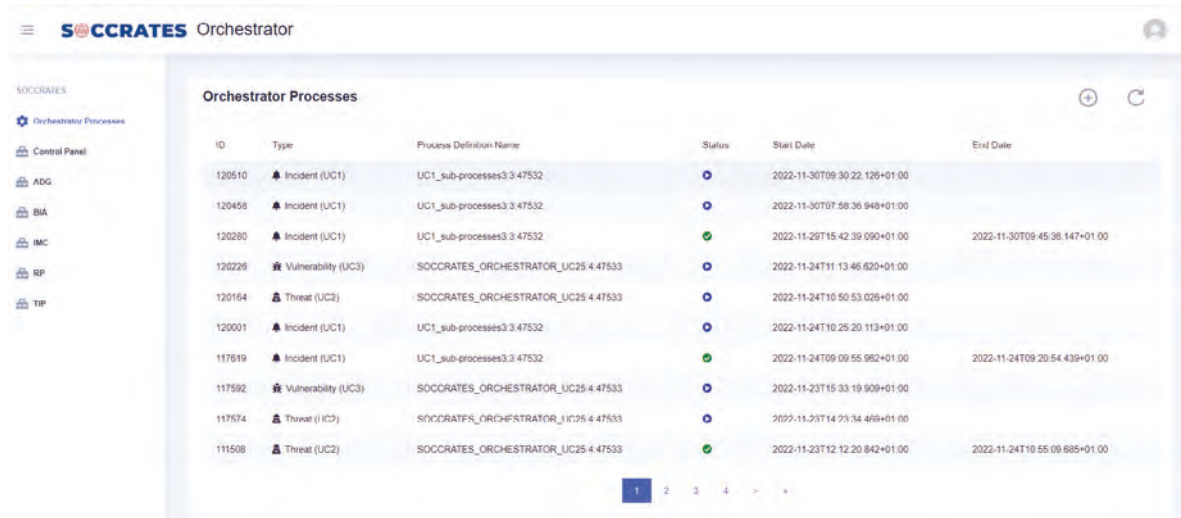 SOCCRATES Orchestrator
SOCCRATES
Orchestrator Processes
Control Panel
ADG
BIA
IMC
RP
TIP
Orchestrator Processes
ID Type Process Definition Name Status Start Date End Date
120510 Incident (UC1) UC1_sub-processes3:3:47532 2022-11-30T09:30:22.126+01:00
120458 Incident (UC1) UC1_sub-processes3:3:47532 2022-11-30T07:58:36.948+01:00
120280 Incident (UC1) UC1_sub-processes3:3:47532 2022-11-29T15:42:39.090+01:00 2022-11-30T09:45:36.147+01:00
120226 Vulnerability (UC3) SOCCRATES_ORCHESTRATOR_UC25:4:47533 2022-11-24T11:13:46.620+01:00
120164 Threat (UC2) SOCCRATES_ORCHESTRATOR_UC25:4:47533 2022-11-24T10:50:53.026+01:00
120001 Incident (UC1) UC1_sub-processes3:3:47532 2022-11-24T10:25:20.113+01:00
117619 Incident (UC1) UC1_sub-processes3:3:47532 2022-11-24T09:09:55.962+01:00 2022-11-24T09:20:54.439+01:00
117592 Vulnerability (UC3) SOCCRATES_ORCHESTRATOR_UC25:4:47533 2022-11-23T15:33:19.909+01:00
117574 Threat (UC2) SOCCRATES_ORCHESTRATOR_UC25:4:47533 2022-11-23T14:23:34.469+01:00
111508 Threat (UC2) SOCCRATES_ORCHESTRATOR_UC25:4:47533 2022-11-23T12:12:20.842+01:00 2022-11-24T10:55:09.685+01:00
1 2 3 4 > »